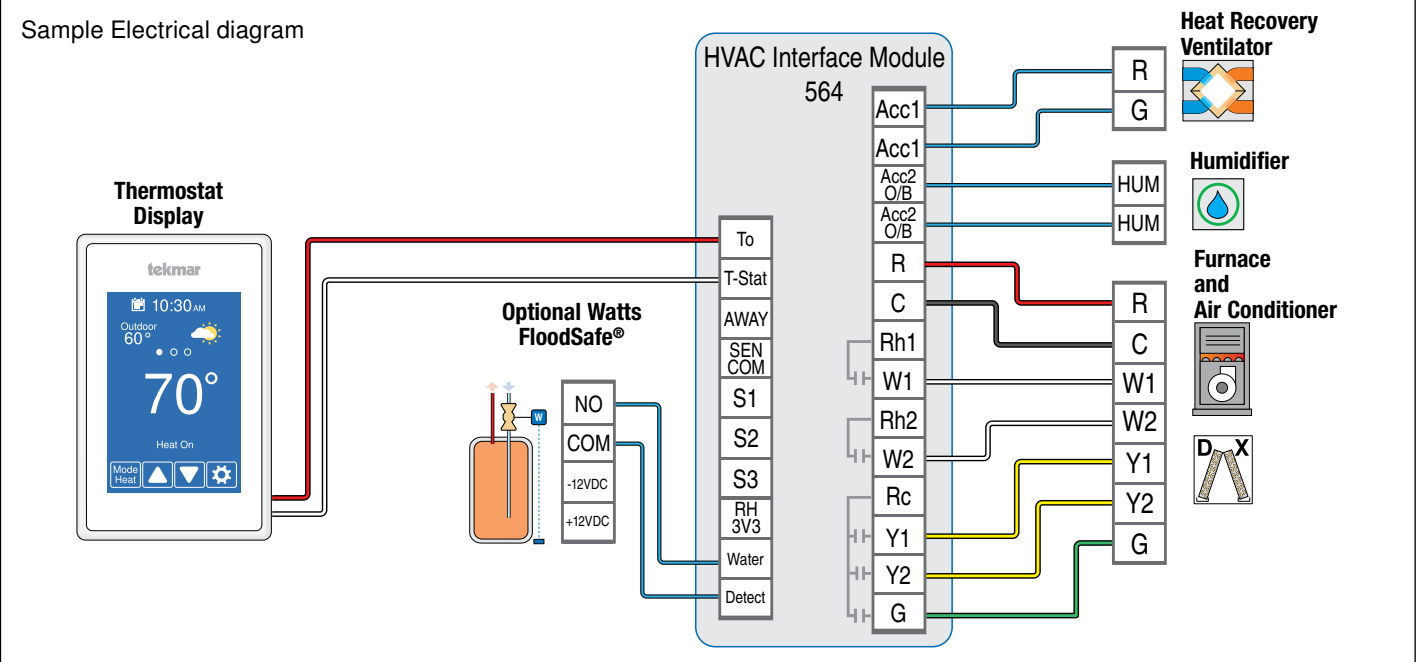 Sample Electrical diagram
HVAC Interface Module
564
Heat Recovery
Ventilator
R
G
Humidifier
HUM
HUM
Furnace
and
Air Conditioner
R
C
W1
W2
Y1
Y2
G
D X
Acc1
Acc1
Acc2
O/B
Acc2
O/B
R
C
Rh1
W1
Rh2
W2
Rc
Y1
Y2
G
To
T-Stat
AWAY
SEN
COM
S1
S2
S3
RH
3V3
Water
Detect
Thermostat
Display
tekmar
10:30 AM
Outdoor
60°
70°
Heat On
Mode
Heat
Optional Watts
FloodSafe®
W
NO
COM
-12VDC
+12VDC